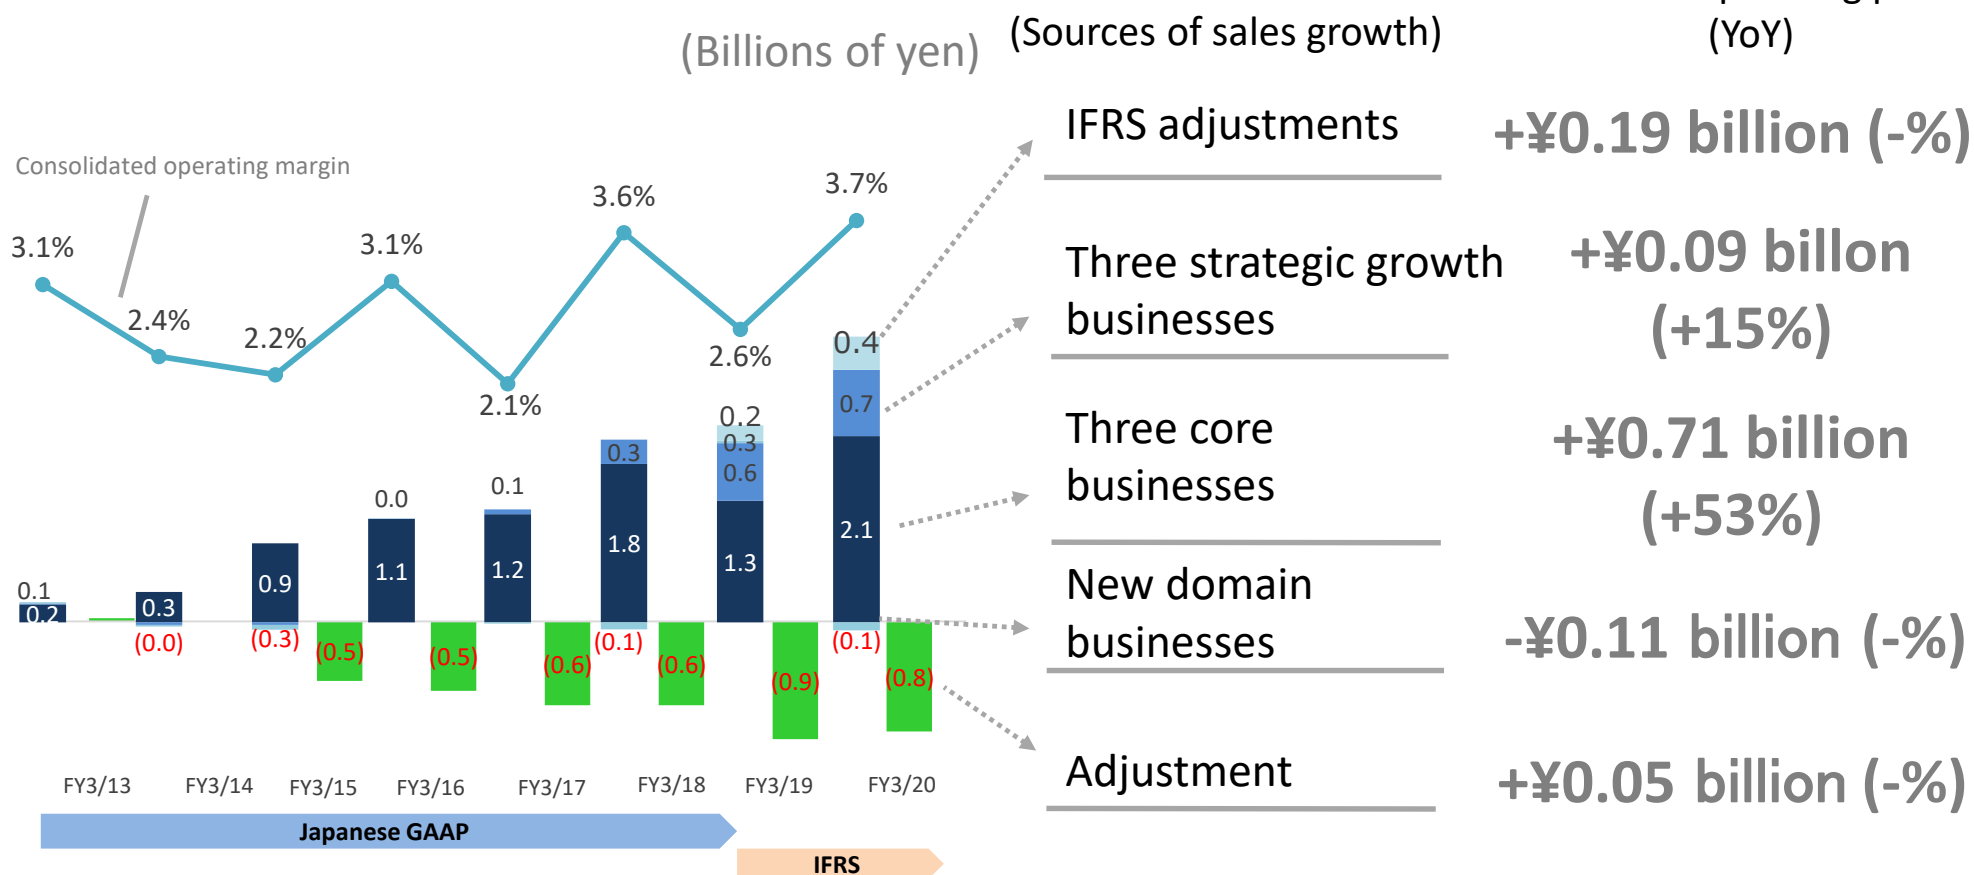 (Billions of yen)
(Sources of sales growth)
(YoY)
Consolidated operating margin
3.1%
2.4%
2.2%
3.1%
2.1%
3.6%
2.6%
3.7%
0.1
0.2
0.3
(0.0)
0.9
(0.3)
(0.5)
0.0
1.1
(0.5)
0.1
1.2
(0.6)
0.3
1.8
(0.1)
(0.6)
0.2
0.3
0.6
1.3
(0.9)
0.4
0.7
2.1
(0.1)
(0.8)
FY3/13
FY3/14
FY3/15
FY3/16
FY3/17
FY3/18
FY3/19
FY3/20
Japanese GAAP
IFRS
IFRS adjustments
+¥0.19 billion (-%)
Three strategic growth
businesses
+¥0.09 billon
(+15%)
Three core
businesses
+¥0.71 billion
(+53%)
New domain
businesses
-¥0.11 billion (-%)
Adjustment
+¥0.05 billion (-%)